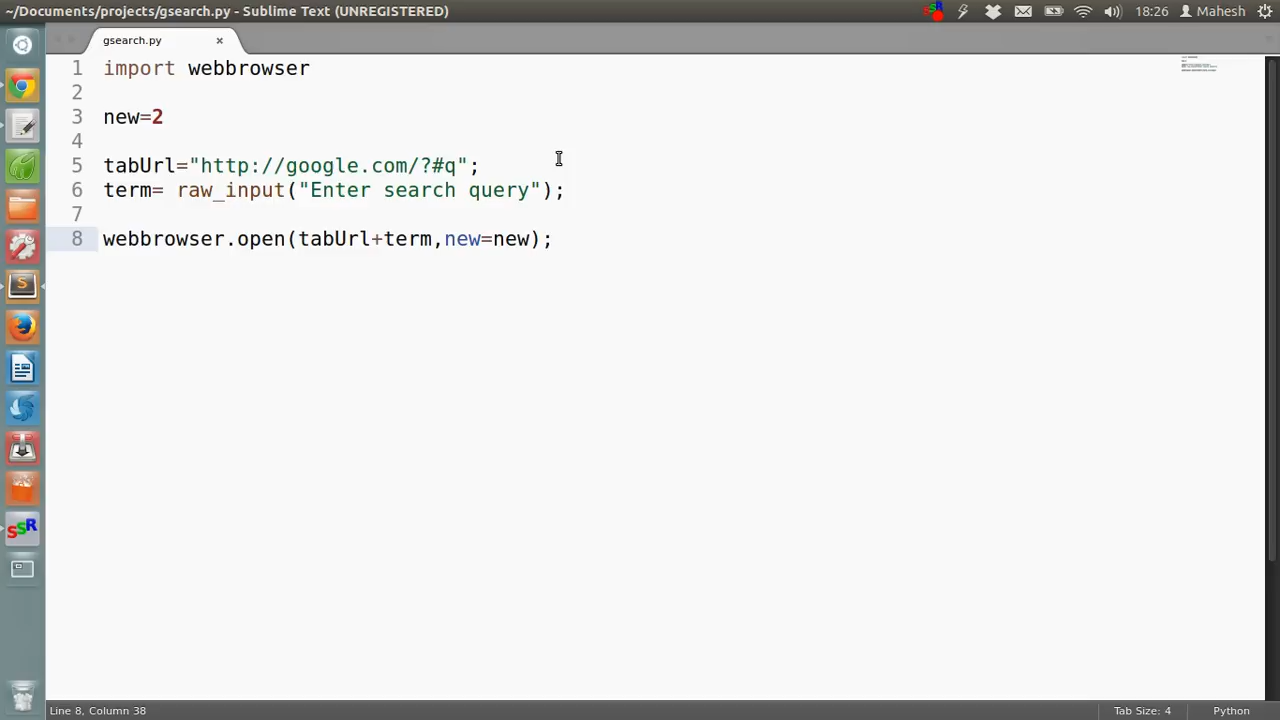 ~/Documents/projects/gsearch.py - Sublime Text (UNREGISTERED)
18:26
Mahesh
gsearch.py ×
1 import webbrowser
2
3 new=2
4
5 tabUrl="http://google.com/?#q";
6 term= raw_input("Enter search query");
7
8 webbrowser.open(tabUrl+term,new=new);
S
SSR
Line 8, Column 38
Tab Size: 4
Python